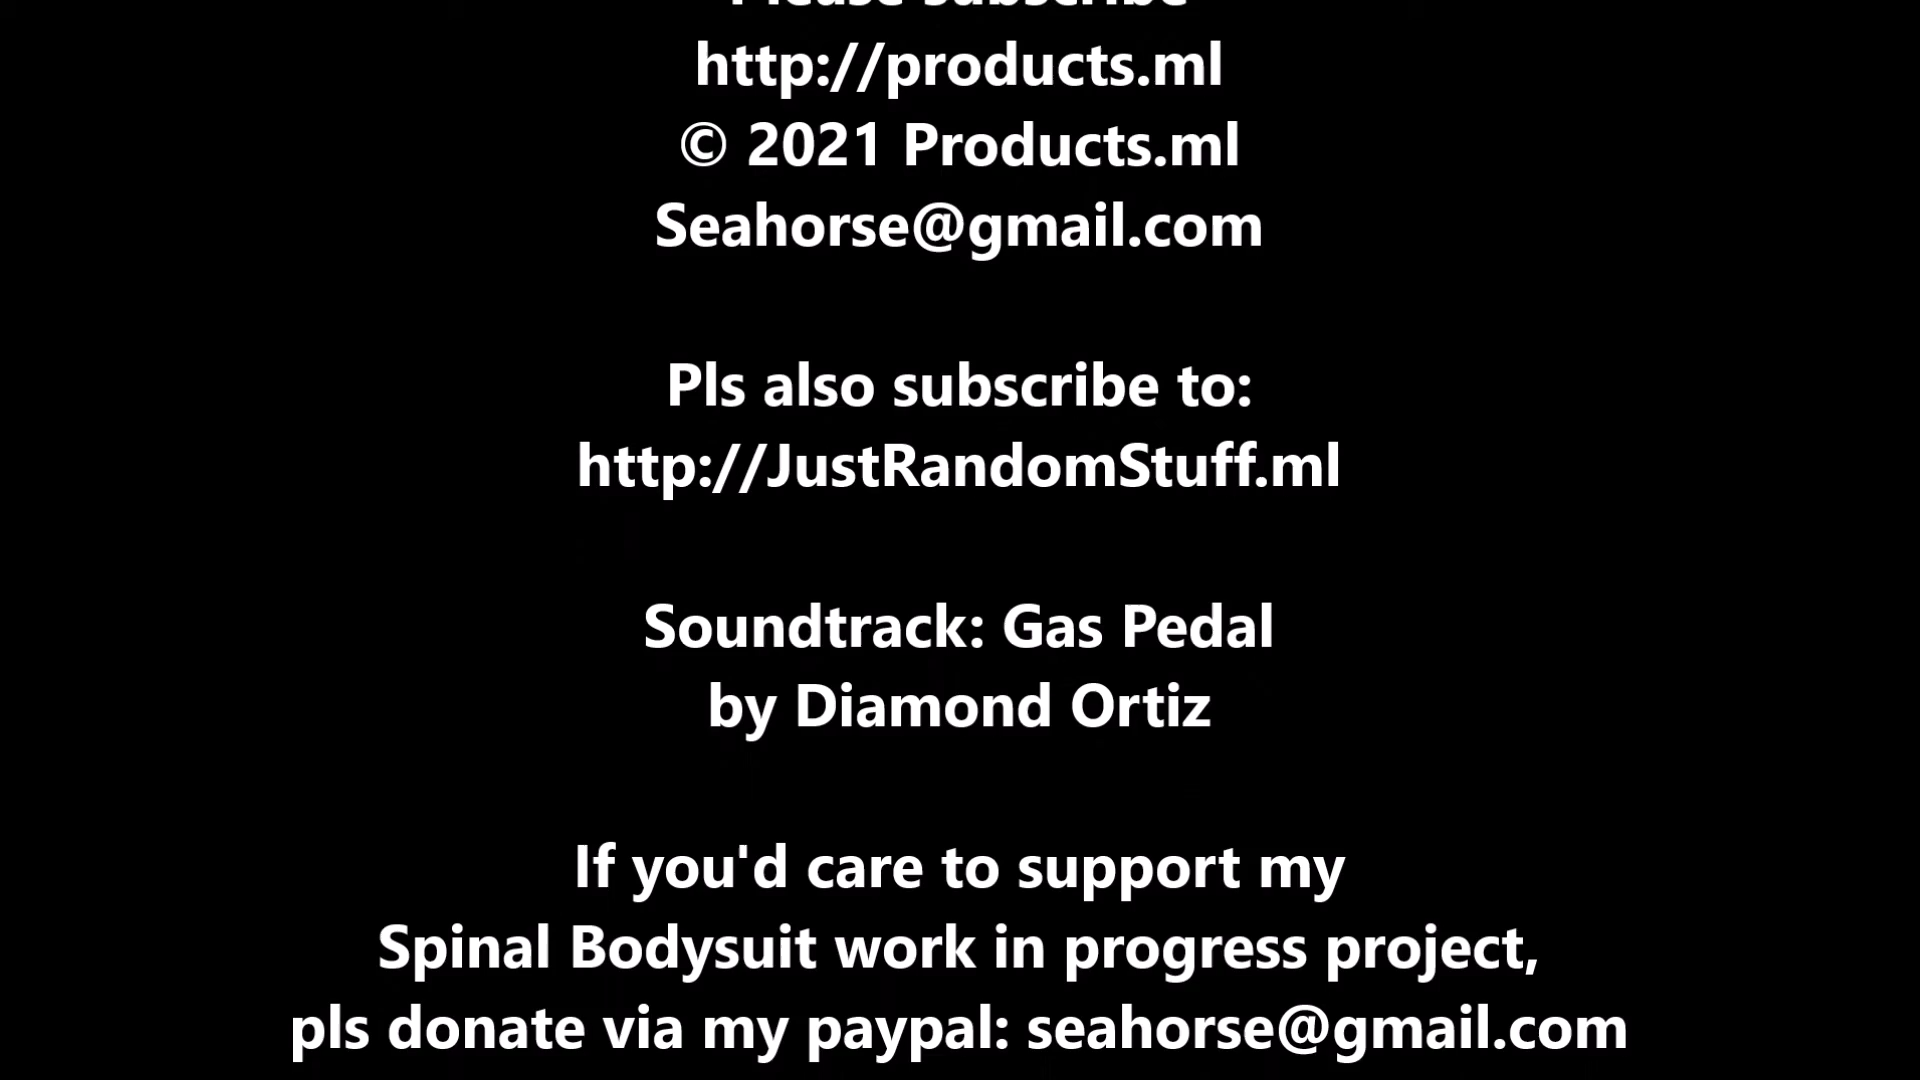 Please subscribe
http://products.ml
© 2021 Products.ml
Seahorse@gmail.com
Pls also subscribe to:
http://JustRandomStuff.ml
Soundtrack: Gas Pedal
by Diamond Ortiz
If you'd care to support my
Spinal Bodysuit work in progress project,
pls donate via my paypal: seahorse@gmail.com